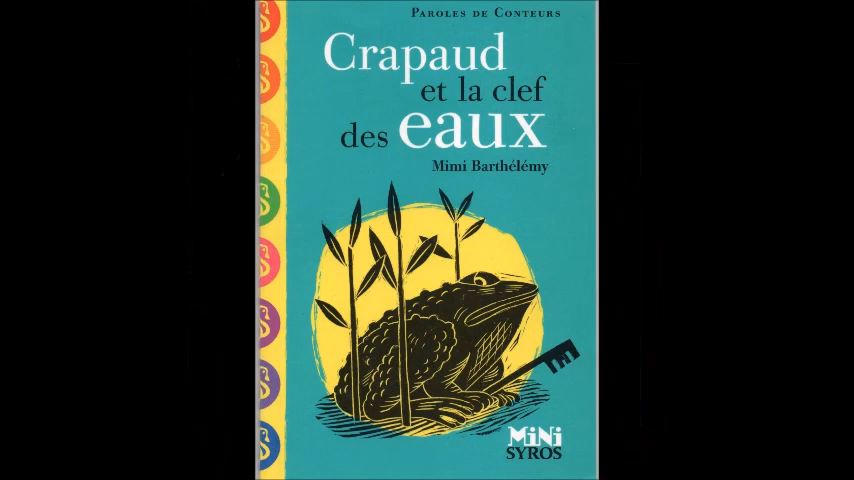 PAROLES DE CONTEURS
Crapaud
et la clef
des eaux
Mimi Barthélémy
MiNi
SYROS